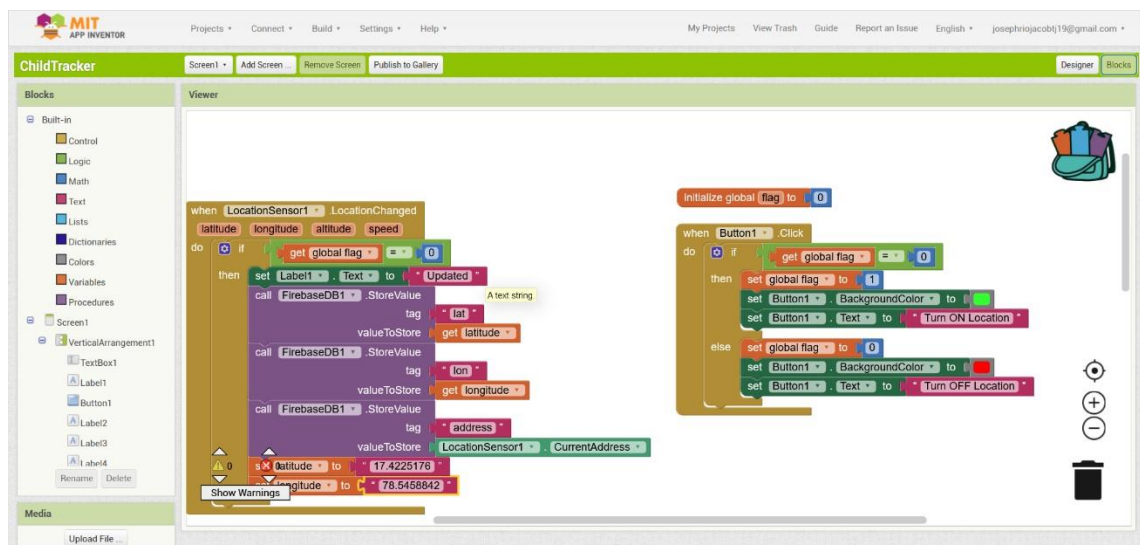 MIT
APP INVENTOR
Projects Connect Build Settings Help My Projects View Trash Guide Report an Issue English josephriojacobtj19@gmail.com
ChildTracker Screen1 Add Screen ... Remove Screen Publish to Gallery Designer Blocks
Blocks
Built-in
Control
Logic
Math
Text
Lists
Dictionaries
Colors
Variables
Procedures
Screen1
VerticalArrangement1
TextBox1
Label1
Button1
Label2
Label3
Label4
Rename Delete
Media
Upload File ...
Viewer
when LocationSensor1 .LocationChanged
latitude longitude altitude speed
do if get global flag = 0
then set Label1 . Text to " Updated "
A text string.
call FirebaseDB1 .StoreValue
tag " lat "
valueToStore get latitude
call FirebaseDB1 .StoreValue
tag " lon "
valueToStore get longitude
call FirebaseDB1 .StoreValue
tag " address "
valueToStore LocationSensor1 . CurrentAddress
0 0 latitude to " 17.4225176 "
to " 78.5458842 "
Show Warnings
initialize global flag to 0
when Button1 .Click
do if get global flag = 0
then set global flag to 1
set Button1 . BackgroundColor to
set Button1 . Text to " Turn ON Location "
else set global flag to 0
set Button1 . BackgroundColor to
set Button1 . Text to " Turn OFF Location "